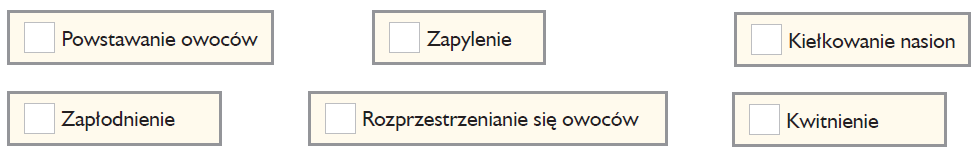 Powstawanie owoców
Zapylenie
Kiełkowanie nasion
Zapłodnienie
Rozprzestrzenianie się owoców
Kwitnienie